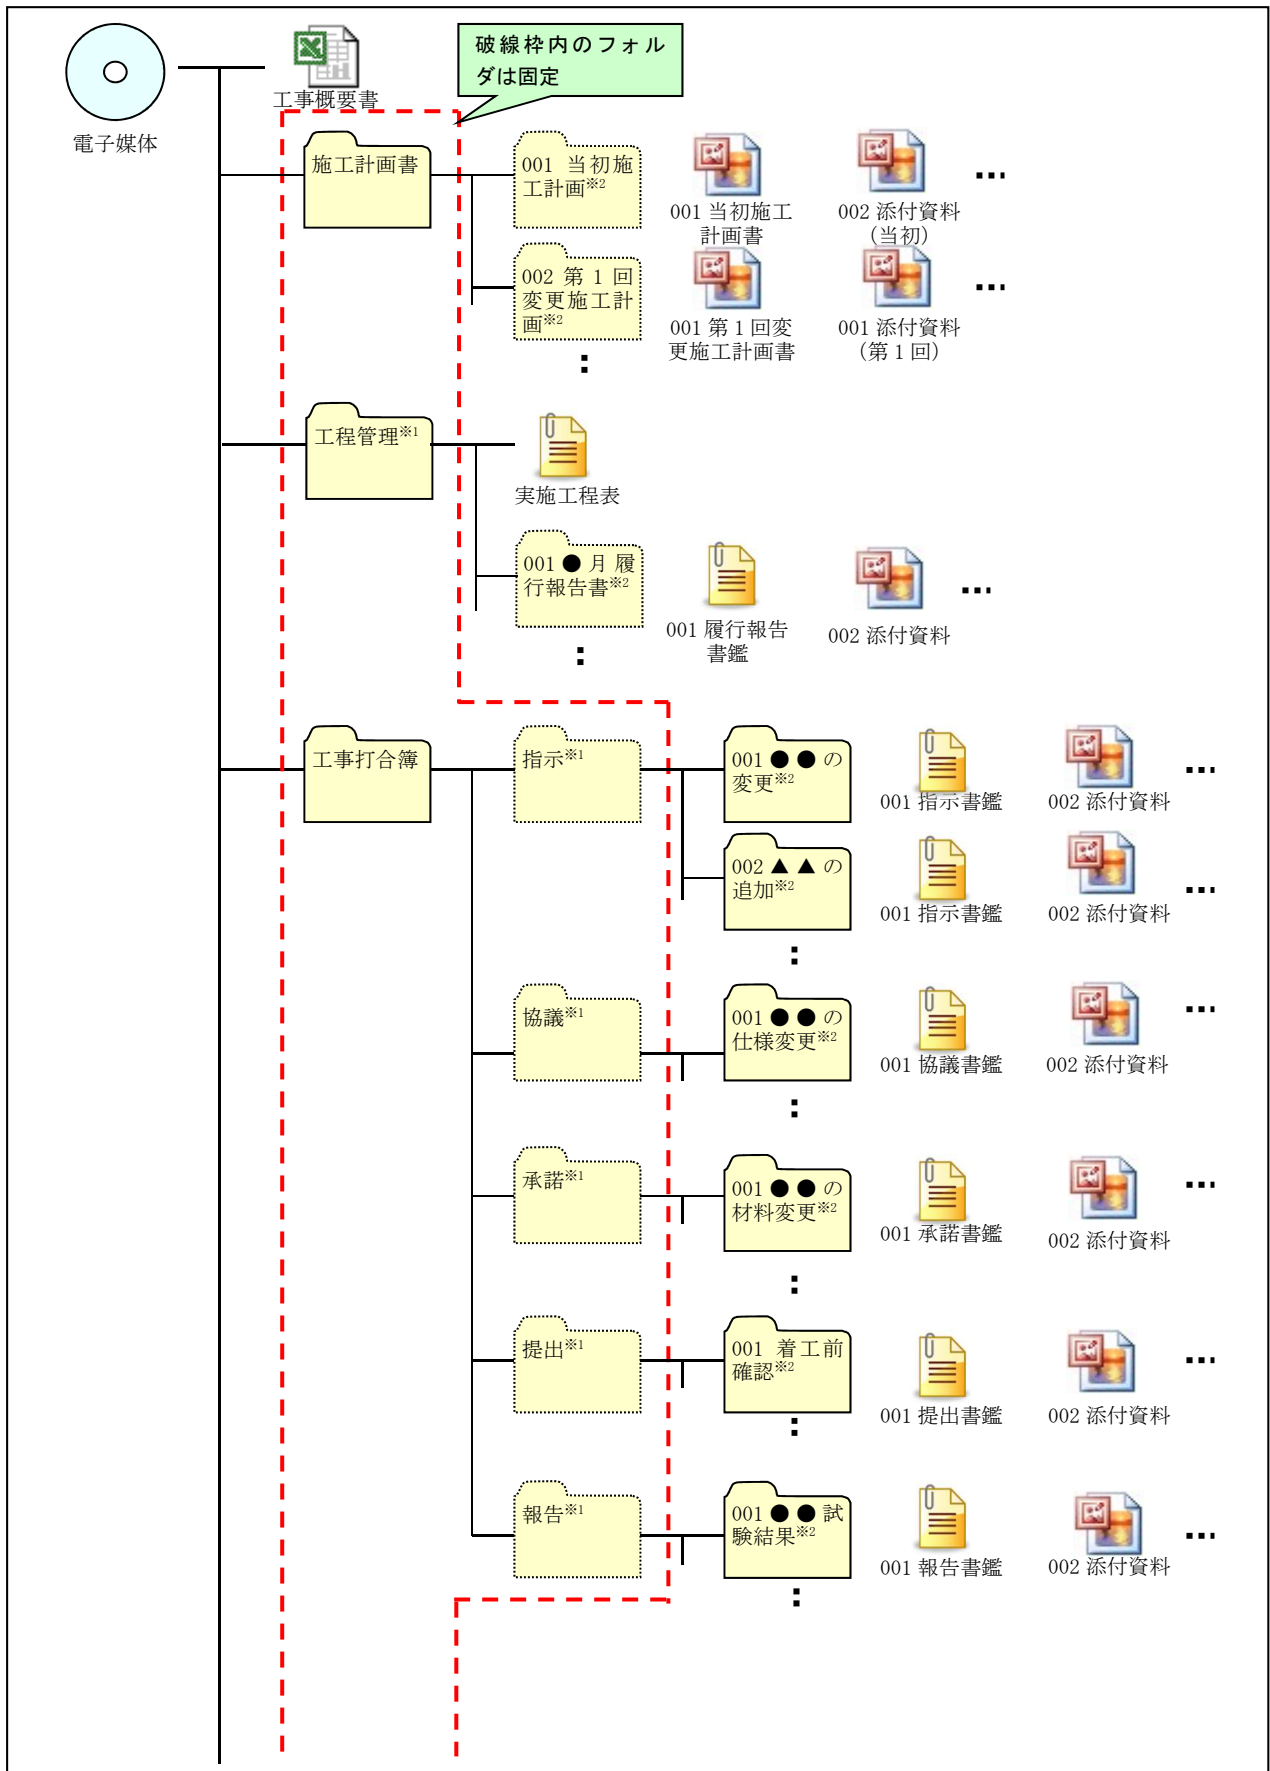 破線枠内のフォル
ダは固定
工事概要書
電子媒体
施工計画書
001 当初施
工計画※2
001 当初施工
計画書
002 添付資料
(当初)
002 第 1 回
変更施工計
画※2
001 第 1 回変
更施工計画書
001 添付資料
(第 1 回)
:
工程管理※1
実施工程表
001 ● 月 履
行報告書※2
001 履行報告
書鑑
002 添付資料
:
工事打合簿
指示※1
001 ● ● の
変更※2
001 指示書鑑
002 添付資料
002 ▲ ▲ の
追加※2
001 指示書鑑
002 添付資料
:
協議※1
001 ● ● の
仕様変更※2
001 協議書鑑
002 添付資料
:
承諾※1
001 ● ● の
材料変更※2
001 承諾書鑑
002 添付資料
:
提出※1
001 着工前
確認※2
001 提出書鑑
002 添付資料
:
報告※1
001 ● ● 試
験結果※2
001 報告書鑑
002 添付資料
: